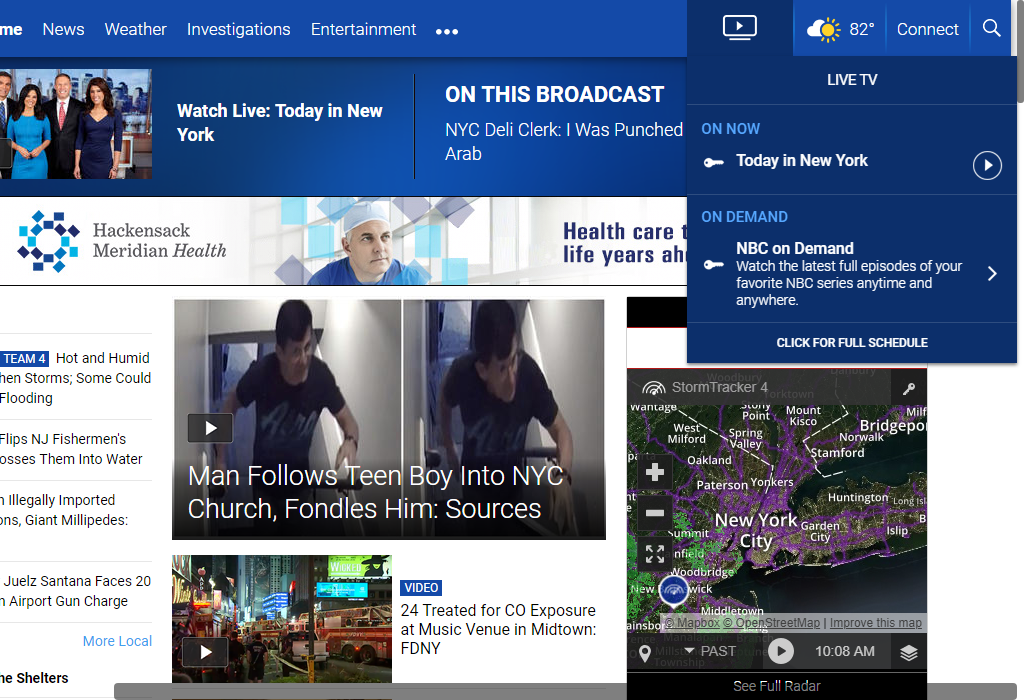 me News Weather Investigations Entertainment
82° Connect
LIVE TV
ON NOW
Today in New York
ON DEMAND
NBC on Demand
Watch the latest full episodes of your
favorite NBC series anytime and
anywhere.
CLICK FOR FULL SCHEDULE
Watch Live: Today in New
York
ON THIS BROADCAST
NYC Deli Clerk: I Was Punched
Arab
Hackensack
Meridian Health
Health care t
life years ah
TEAM 4 Hot and Humid
hen Storms; Some Could
Flooding
Flips NJ Fishermen's
osses Them Into Water
n Illegally Imported
ons, Giant Millipedes:
Juelz Santana Faces 20
n Airport Gun Charge
More Local
he Shelters
Man Follows Teen Boy Into NYC
Church, Fondles Him: Sources
WICKED
VIDEO
24 Treated for CO Exposure
at Music Venue in Midtown:
FDNY
StormTracker 4
Woodbury
Danbury
Yorktown
Wantage
Stony
Point
Mount
Kisco
Milf
Bridgepor
West
Milford
Spring
Valley
Norwalk
Stamford
Oakland
Paterson
Yonkers
Huntington
Long Isl
New York
City
Garden
City
Islip
B
Summit
nfield
Woodbridge
New
wick
Middletown
ainsbor
© Mapbox © OpenStreetMap | Improve this map
Township
PAST
10:08 AM
See Full Radar